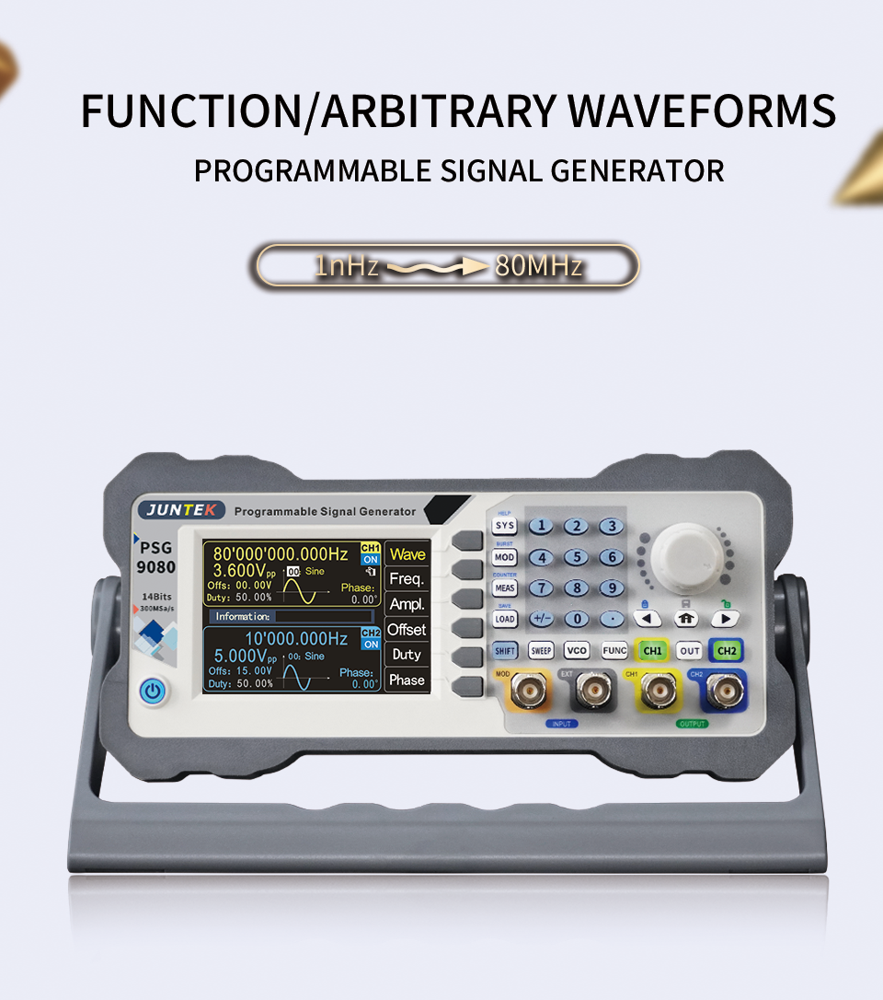 FUNCTION/ARBITRARY WAVEFORMS
PROGRAMMABLE SIGNAL GENERATOR
1nHz 80MHz
JUNTEK Programmable Signal Generator
PSG
9080
14Bits
300MSa/s
80'000'000.000Hz CH1
ON
3.600Vpp 00: Sine
Offs: 00.00V Phase:
Duty: 50.00% 0.00°
Information:
10'000.000Hz CH2
ON
5.000Vpp 00: Sine
Offs: 15.00V Phase:
Duty: 50.00% 0.00°
Wave
Freq.
Ampl.
Offset
Duty
Phase
HELP
SYS 1 2 3
BURST
MOD 4 5 6
COUNTER
MEAS 7 8 9
SAVE
LOAD +/- 0 .
SHIFT SWEEP VCO FUNC CH1 OUT CH2
MOD EXT CH1 CH2
INPUT OUTPUT